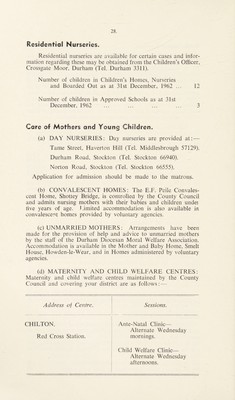 28.
Residential Nurseries.
Residential nurseries are available for certain cases and infor-
mation regarding these may be obtained from the Children's Officer,
Crossgate Moor, Durham (Tel. Durham 3311).
Number of children in Children's Homes, Nurseries
and Boarded Out as at 31st December, 1962 ... 12
Number of children in Approved Schools as at 31st
December, 1962 ... ... ... ... 3
Care of Mothers and Young Children.
(a) DAY NURSERIES: Day nurseries are provided at:—
Tame Street, Haverton Hill (Tel. Middlesbrough 57129).
Durham Road, Stockton (Tel. Stockton 66940).
Norton Road, Stockton (Tel. Stockton 66555).
Application for admission should be made to the matrons.
(b) CONVALESCENT HOMES: The E.F. Peile Convales-
cent Home, Shotley Bridge, is controlled by the County Council
and admits nursing mothers with their babies and children under
five years of age. Limited accommodation is also available in
convalescent homes provided by voluntary agencies.
(c) UNMARRIED MOTHERS: Arrangements have been
made for the provision of help and advice to unmarried mothers
by the staff of the Durham Diocesan Moral Welfare Association.
Accommodation is available in the Mother and Baby Home, Smelt
House, Howden-le-Wear, and in Homes administered by voluntary
agencies.
(d) MATERNITY AND CHILD WELFARE CENTRES:
Maternity and child welfare centres maintained by the County
Council and covering your district are as follows:—
Address of Centre. Sessions.
CHILTON. Ante-Natal Clinic—
Red Cross Station. Alternate Wednesday
mornings.
Child Welfare Clinic—
Alternate Wednesday
afternoons.